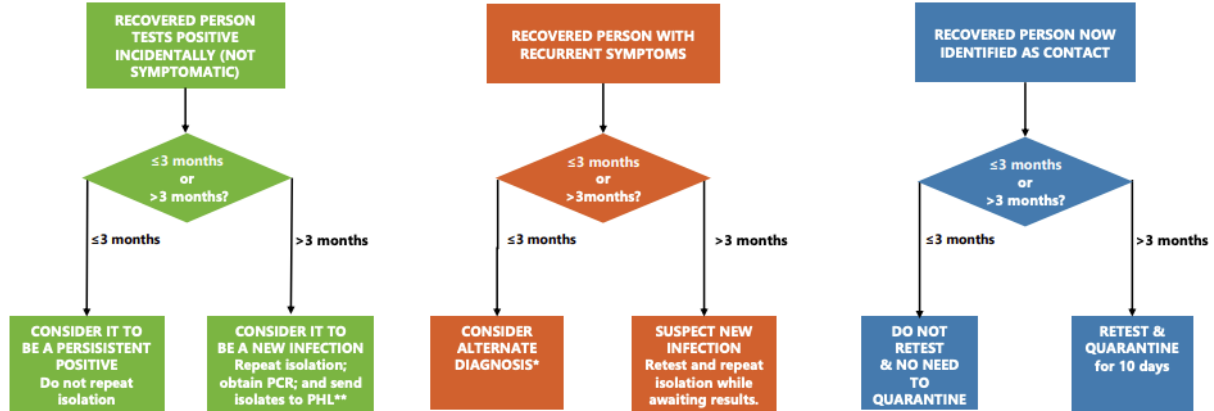 RECOVERED PERSON
TESTS POSITIVE
INCIDENTALLY (NOT
SYMPTOMATIC)
≤3 months
or
>3 months?
≤3 months
>3 months
CONSIDER IT TO
BE A PERSISISTENT
POSITIVE
Do not repeat
isolation
CONSIDER IT TO
BE A NEW INFECTION
Repeat isolation;
obtain PCR; and send
isolates to PHL**
RECOVERED PERSON WITH
RECURRENT SYMPTOMS
≤3 months
or
>3months?
≤3 months
>3 months
CONSIDER
ALTERNATE
DIAGNOSIS*
SUSPECT NEW
INFECTION
Retest and repeat
isolation while
awaiting results.
RECOVERED PERSON NOW
IDENTIFIED AS CONTACT
≤3 months
or
>3 months?
≤3 months
>3 months
DO NOT
RETEST
& NO NEED
TO
QUARANTINE
RETEST &
QUARANTINE
for 10 days